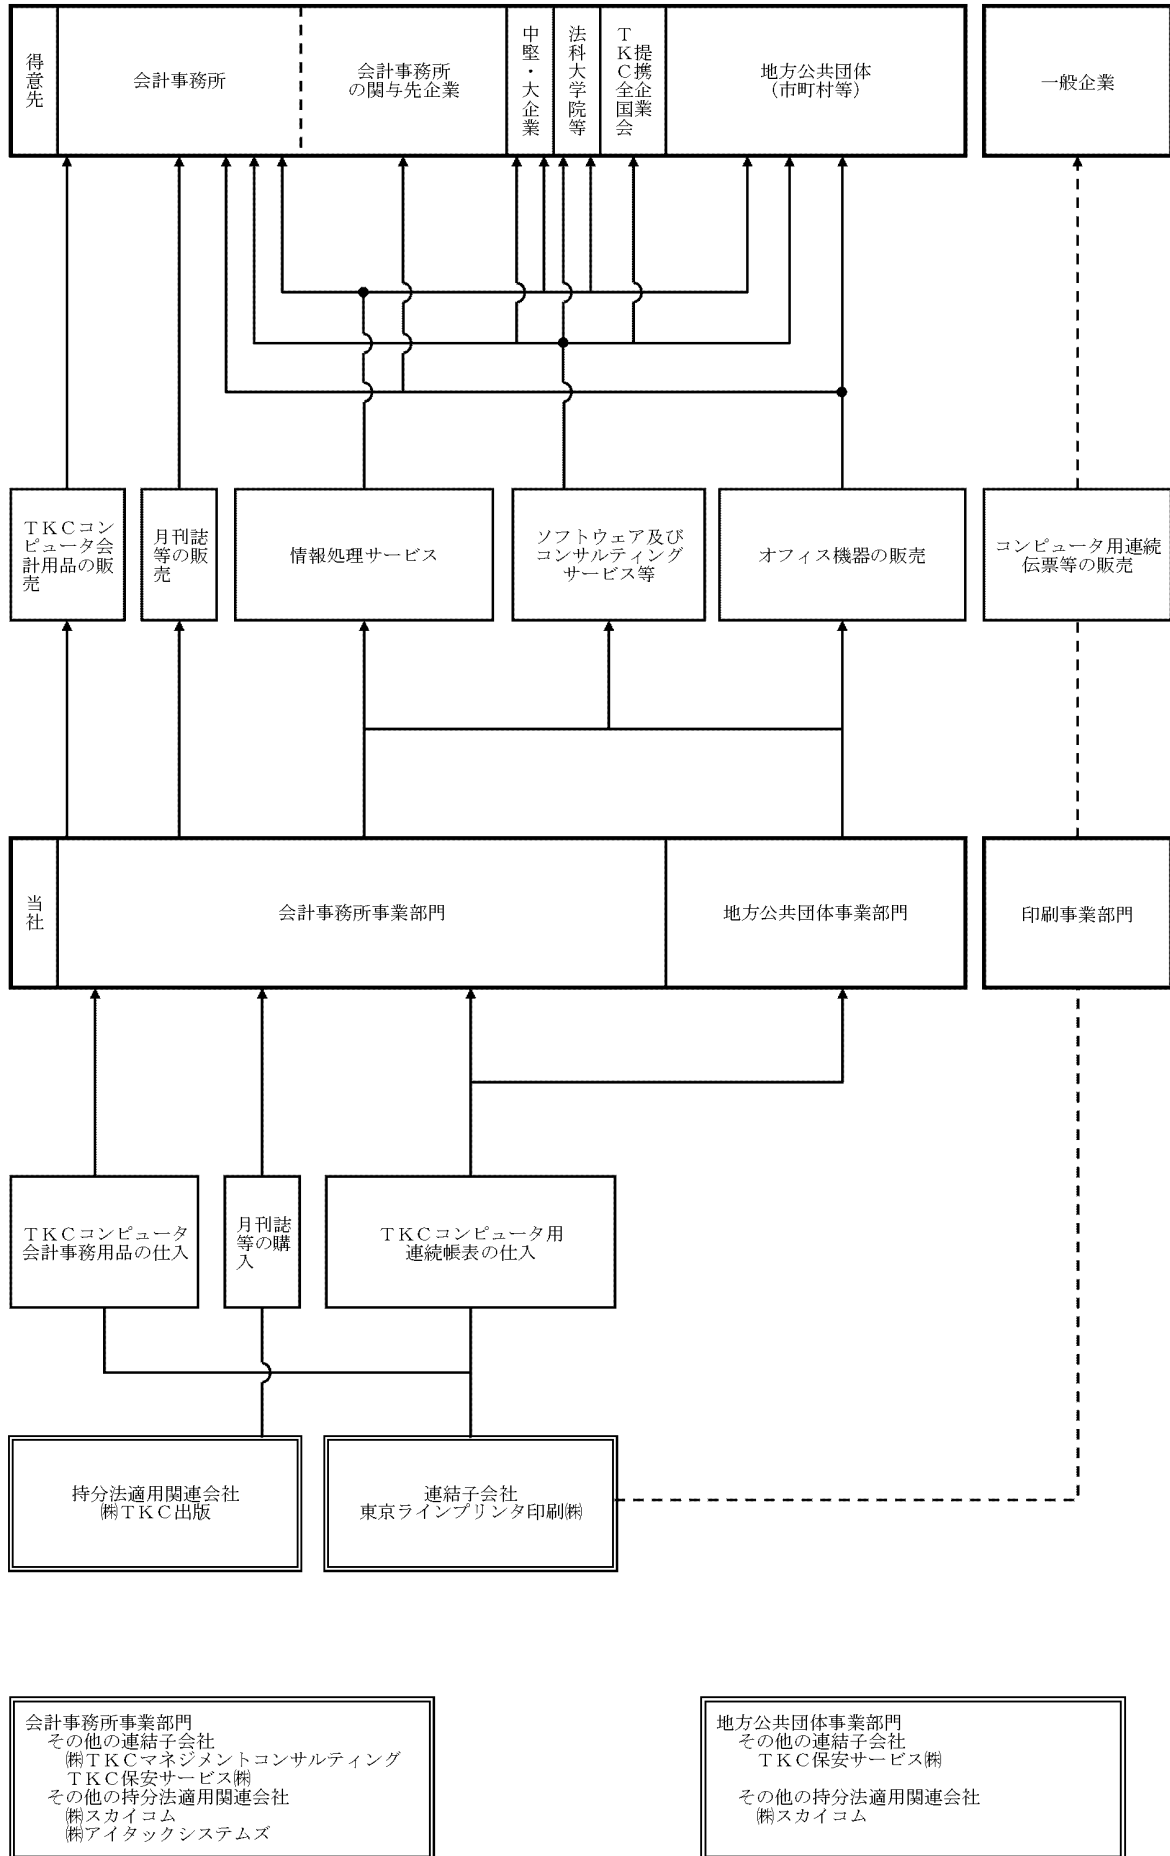 得意先
会計事務所
会計事務所
の関与先企業
中堅・大企業
法科大学院等
提携企業
ＴＫＣ全国会
地方公共団体
（市町村等）
一般企業
ＴＫＣコン
ピュータ会
計用品の販
売
月刊誌
等の販
売
情報処理サービス
ソフトウェア及び
コンサルティング
サービス等
オフィス機器の販売
コンピュータ用連続
伝票等の販売
当社
会計事務所事業部門
地方公共団体事業部門
印刷事業部門
ＴＫＣコンピュータ
会計事務用品の仕入
月刊誌
等の購
入
ＴＫＣコンピュータ用
連続帳表の仕入
持分法適用関連会社
㈱ＴＫＣ出版
連結子会社
東京ラインプリンタ印刷㈱
会計事務所事業部門
その他の連結子会社
㈱ＴＫＣマネジメントコンサルティング
ＴＫＣ保安サービス㈱
その他の持分法適用関連会社
㈱スカイコム
㈱アイタックシステムズ
地方公共団体事業部門
その他の連結子会社
ＴＫＣ保安サービス㈱
その他の持分法適用関連会社
㈱スカイコム